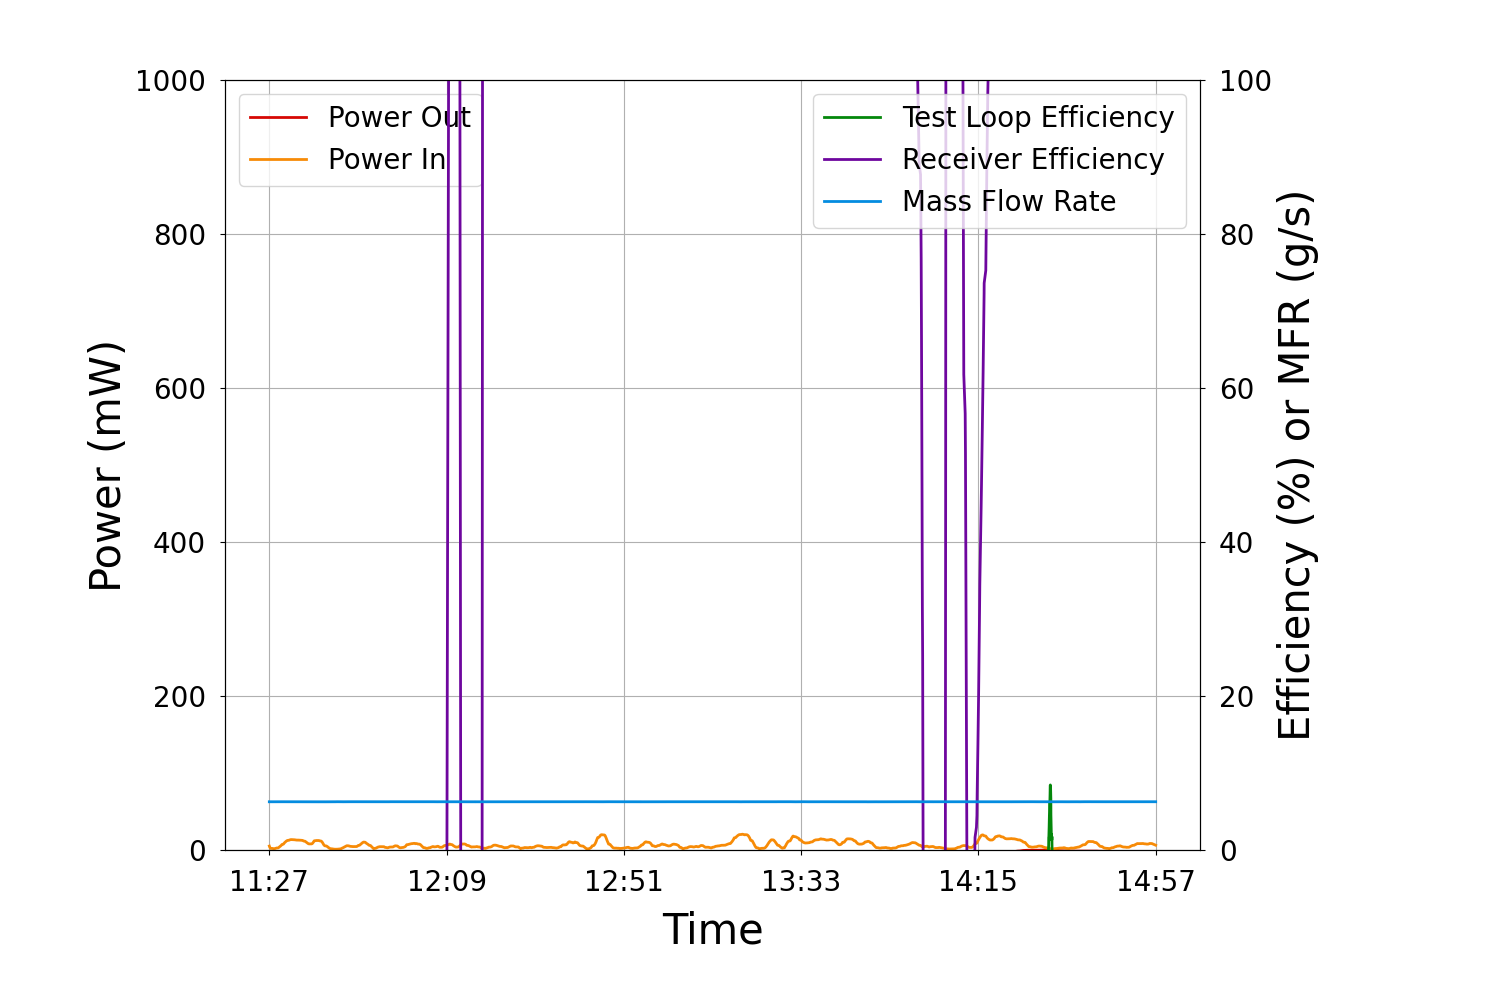 1000
800
600
400
200
0
Power (mW)
Power Out
Power In
Test Loop Efficiency
Receiver Efficiency
Mass Flow Rate
100
80
60
40
20
0
Efficiency (%) or MFR (g/s)
11:27 12:09 12:51 13:33 14:15 14:57
Time